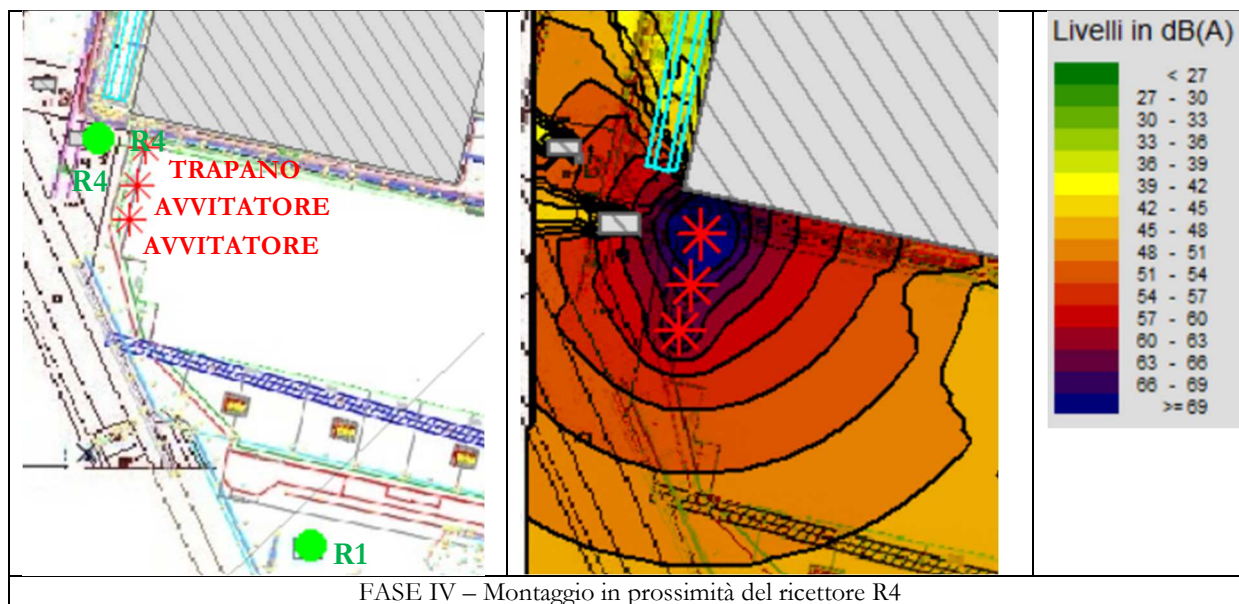 R4
R4
TRAPANO
AVVITATORE
AVVITATORE
R1
Livelli in dB(A)
< 27
27 - 30
30 - 33
33 - 36
36 - 39
39 - 42
42 - 45
45 - 48
48 - 51
51 - 54
54 - 57
57 - 60
60 - 63
63 - 66
66 - 69
>= 69
FASE IV – Montaggio in prossimità del ricettore R4